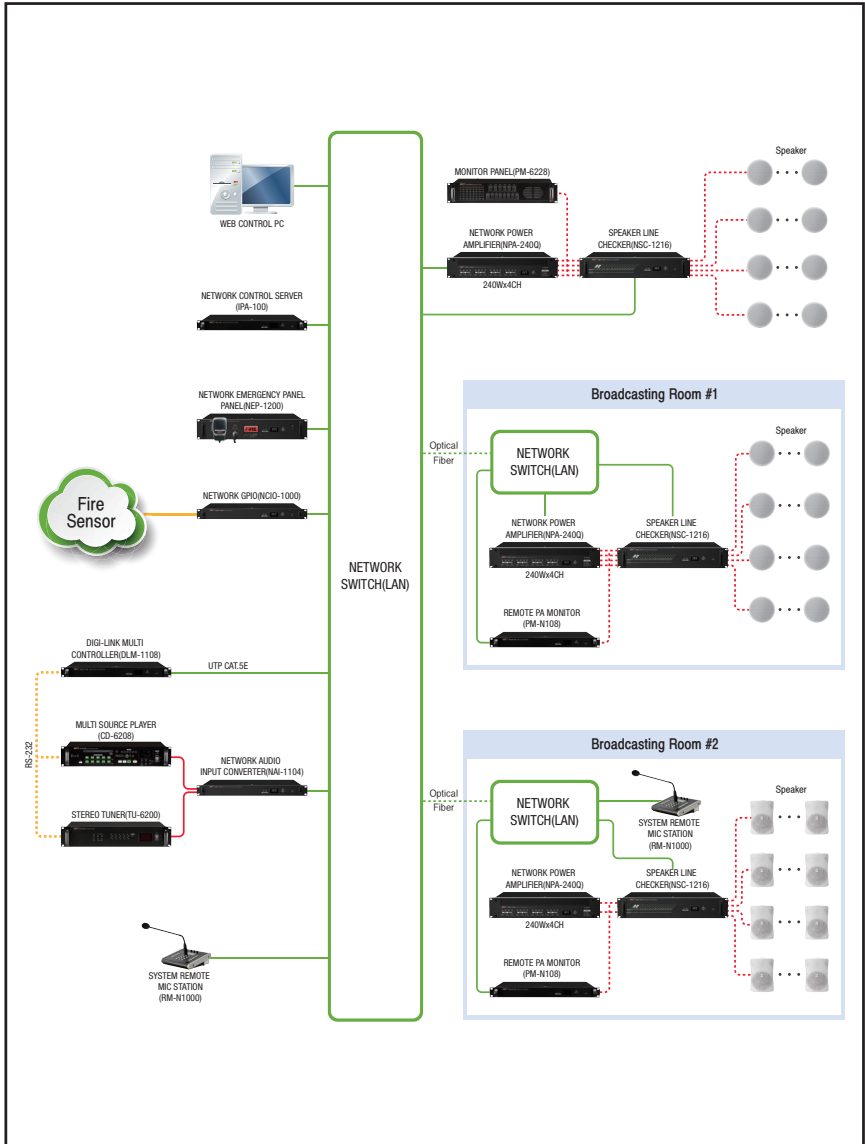 WEB CONTROL PC
NETWORK CONTROL SERVER
(IPA-100)
NETWORK EMERGENCY PANEL
PANEL(NEP-1200)
Fire
Sensor
NETWORK GPIO(NCIO-1000)
DIGI-LINK MULTI
CONTROLLER(DLM-1108)
UTP CAT.5E
RS-232
MULTI SOURCE PLAYER
(CD-6208)
NETWORK AUDIO
INPUT CONVERTER(NAI-1104)
STEREO TUNER(TU-6200)
SYSTEM REMOTE
MIC STATION
(RM-N1000)
NETWORK
SWITCH(LAN)
MONITOR PANEL(PM-6228)
NETWORK POWER
AMPLIFIER(NPA-240Q)
240Wx4CH
SPEAKER LINE
CHECKER(NSC-1216)
Speaker
Broadcasting Room #1
Optical
Fiber
NETWORK
SWITCH(LAN)
NETWORK POWER
AMPLIFIER(NPA-240Q)
240Wx4CH
SPEAKER LINE
CHECKER(NSC-1216)
REMOTE PA MONITOR
(PM-N108)
Speaker
Broadcasting Room #2
Optical
Fiber
NETWORK
SWITCH(LAN)
SYSTEM REMOTE
MIC STATION
(RM-N1000)
NETWORK POWER
AMPLIFIER(NPA-240Q)
240Wx4CH
SPEAKER LINE
CHECKER(NSC-1216)
REMOTE PA MONITOR
(PM-N108)
Speaker